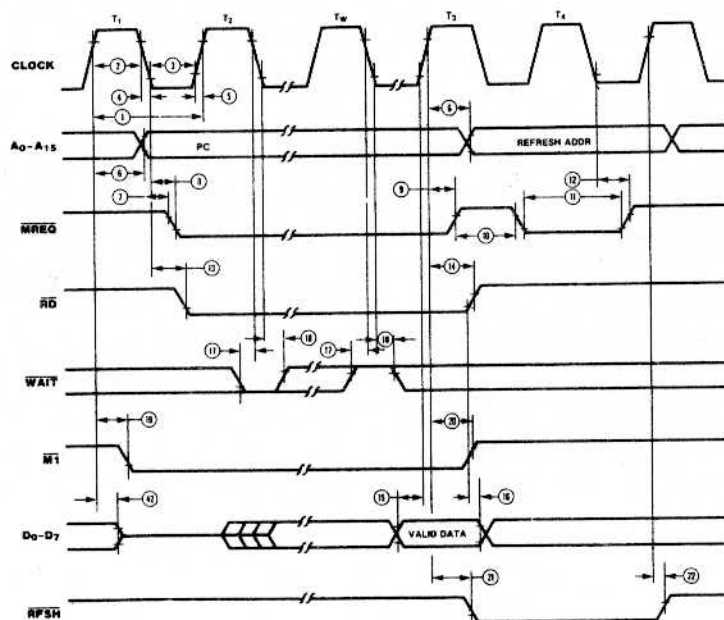 T1 T2 TW T3 T4
CLOCK
2 3
4 5
1 6
A0-A15 PC REFRESH ADDR
6 8 9 12
7 11
MREQ 10
13 14
RD
17 18 17 18
WAIT
19 20
M1
42 15 16
D0-D7 VALID DATA
21 22
RFSH